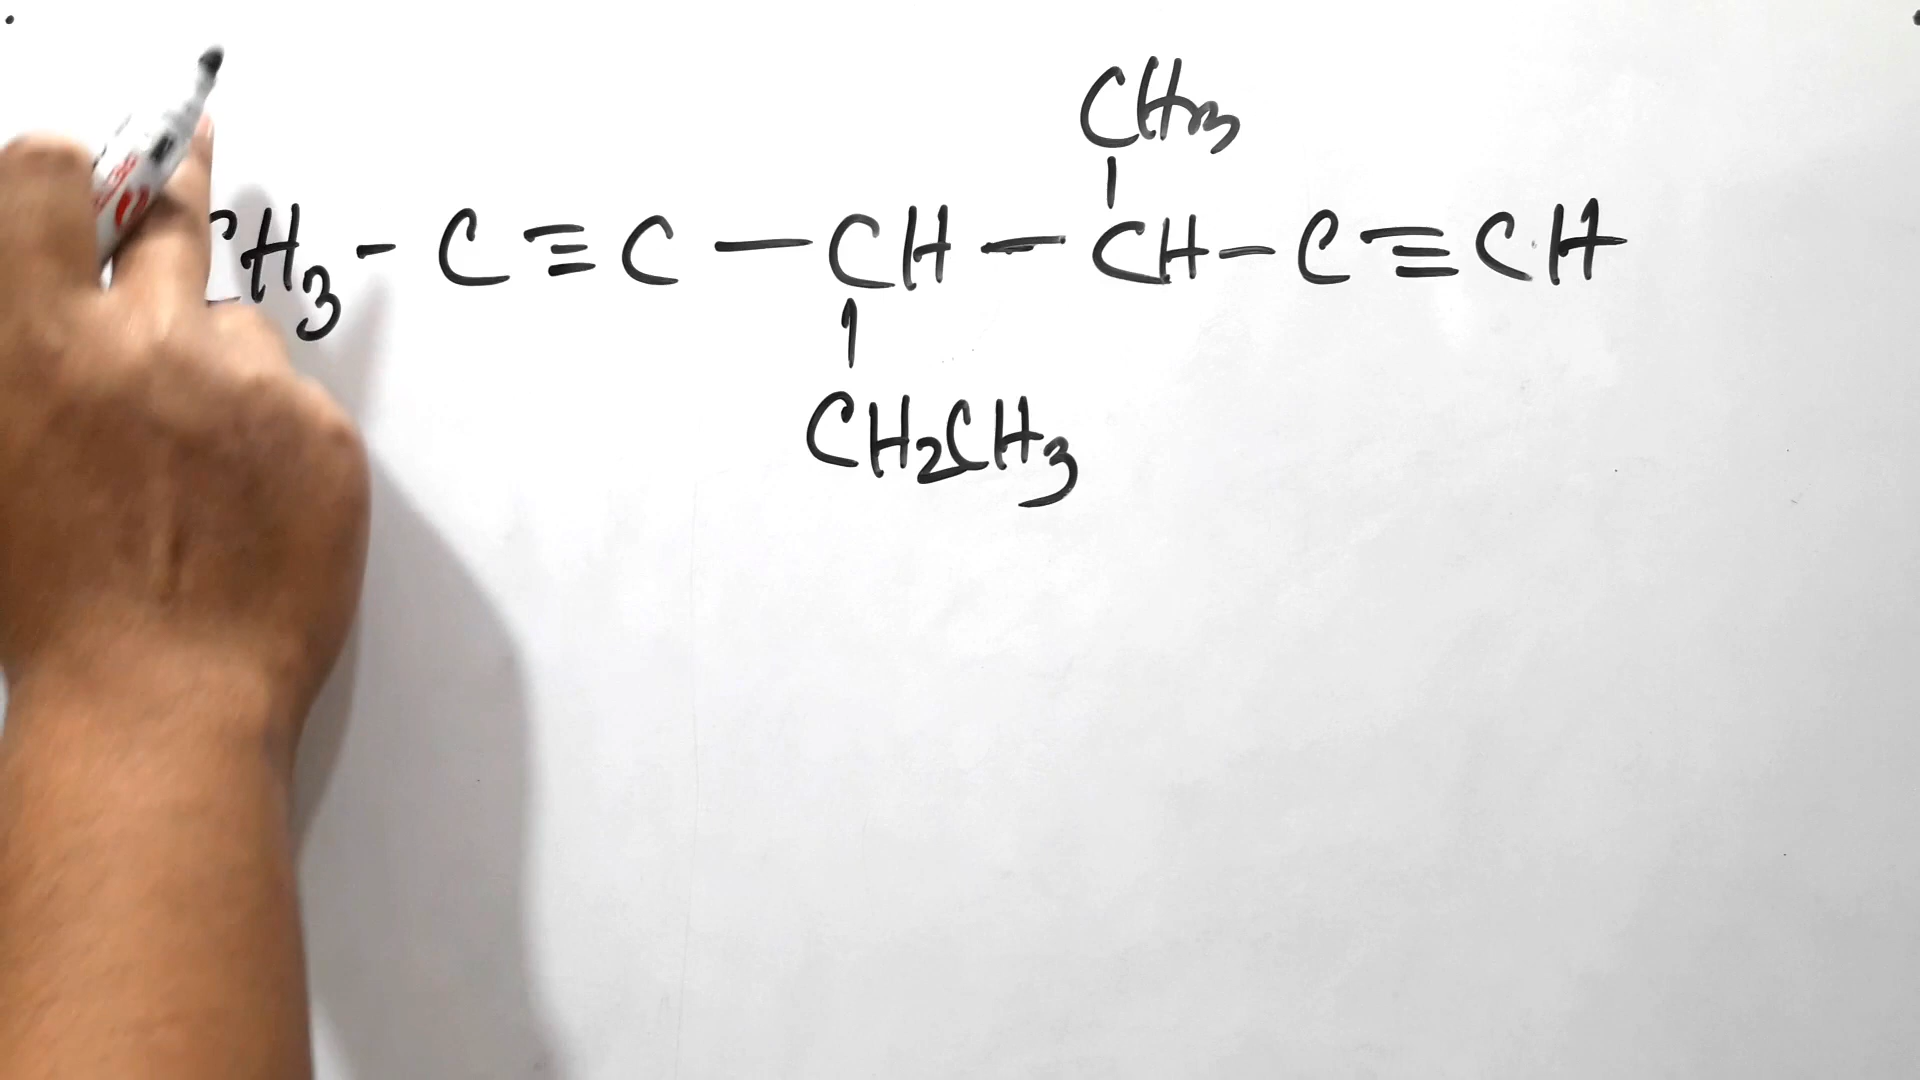 CH3
CH3 - C ≡ C — CH — CH - C ≡ CH
CH2CH3